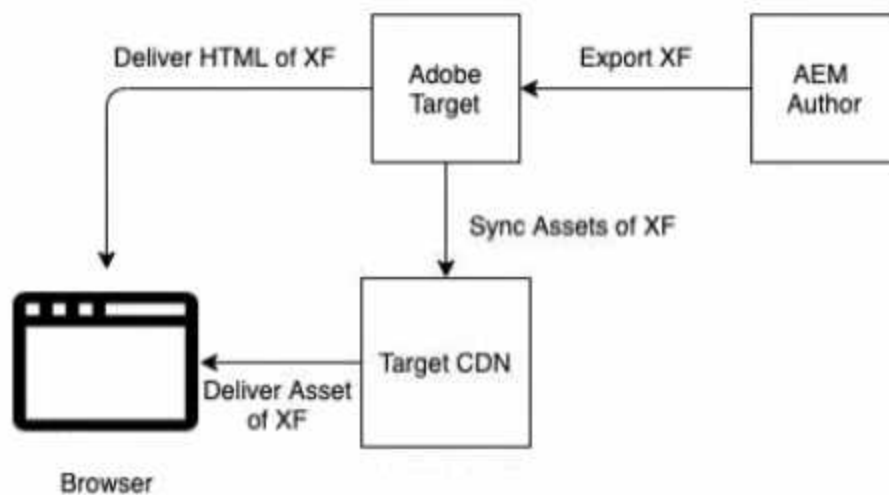 Deliver HTML of XF
Adobe
Target
Export XF
AEM
Author
Sync Assets of XF
Target CDN
Deliver Asset
of XF
Browser